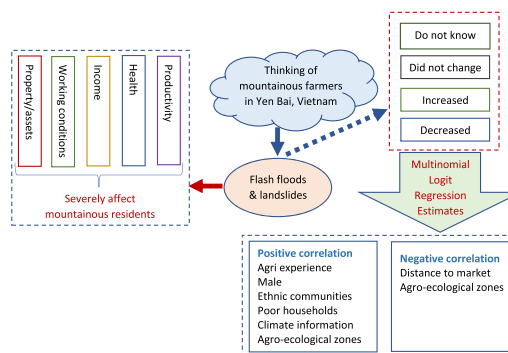 Property/assets
Working conditions
Income
Health
Productivity
Severely affect
mountainous residents
Thinking of
mountainous farmers
in Yen Bai, Vietnam
Flash floods
& landslides
Do not know
Did not change
Increased
Decreased
Multinomial
Logit
Regression
Estimates
Positive correlation
Agri experience
Male
Ethnic communities
Poor households
Climate information
Agro-ecological zones
Negative correlation
Distance to market
Agro-ecological zones